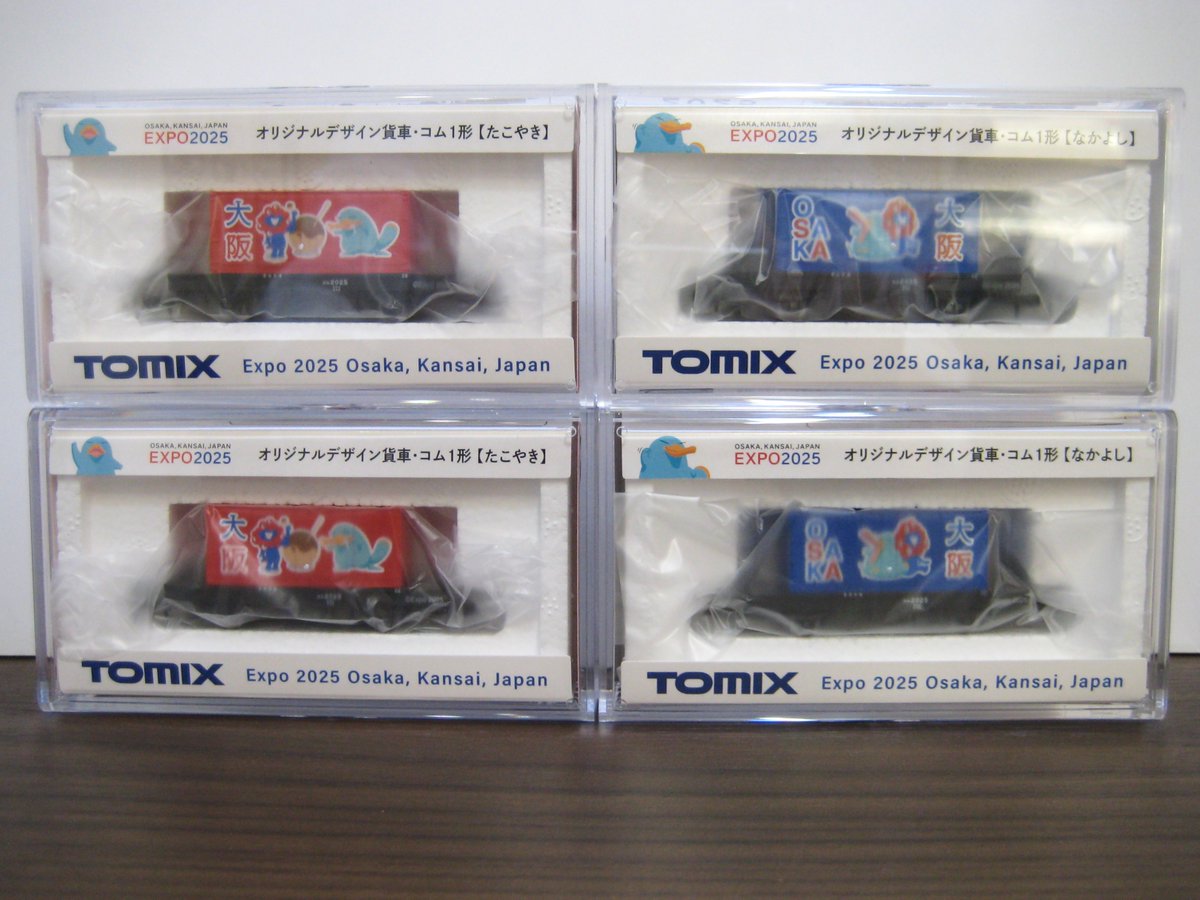 OSAKA, KANSAI, JAPAN
EXPO2025
オリジナルデザイン貨車・コム1形【たこやき】
大阪
TOMIX
Expo 2025 Osaka, Kansai, Japan
OSAKA, KANSAI, JAPAN
EXPO2025
オリジナルデザイン貨車・コム1形【なかよし】
OSAKA
大阪
TOMIX
Expo 2025 Osaka, Kansai, Japan
OSAKA, KANSAI, JAPAN
EXPO2025
オリジナルデザイン貨車・コム1形【たこやき】
大阪
©Expo 2025
TOMIX
Expo 2025 Osaka, Kansai, Japan
OSAKA, KANSAI, JAPAN
EXPO2025
オリジナルデザイン貨車・コム1形【なかよし】
OSAKA
大阪
TOMIX
Expo 2025 Osaka, Kansai, Japan